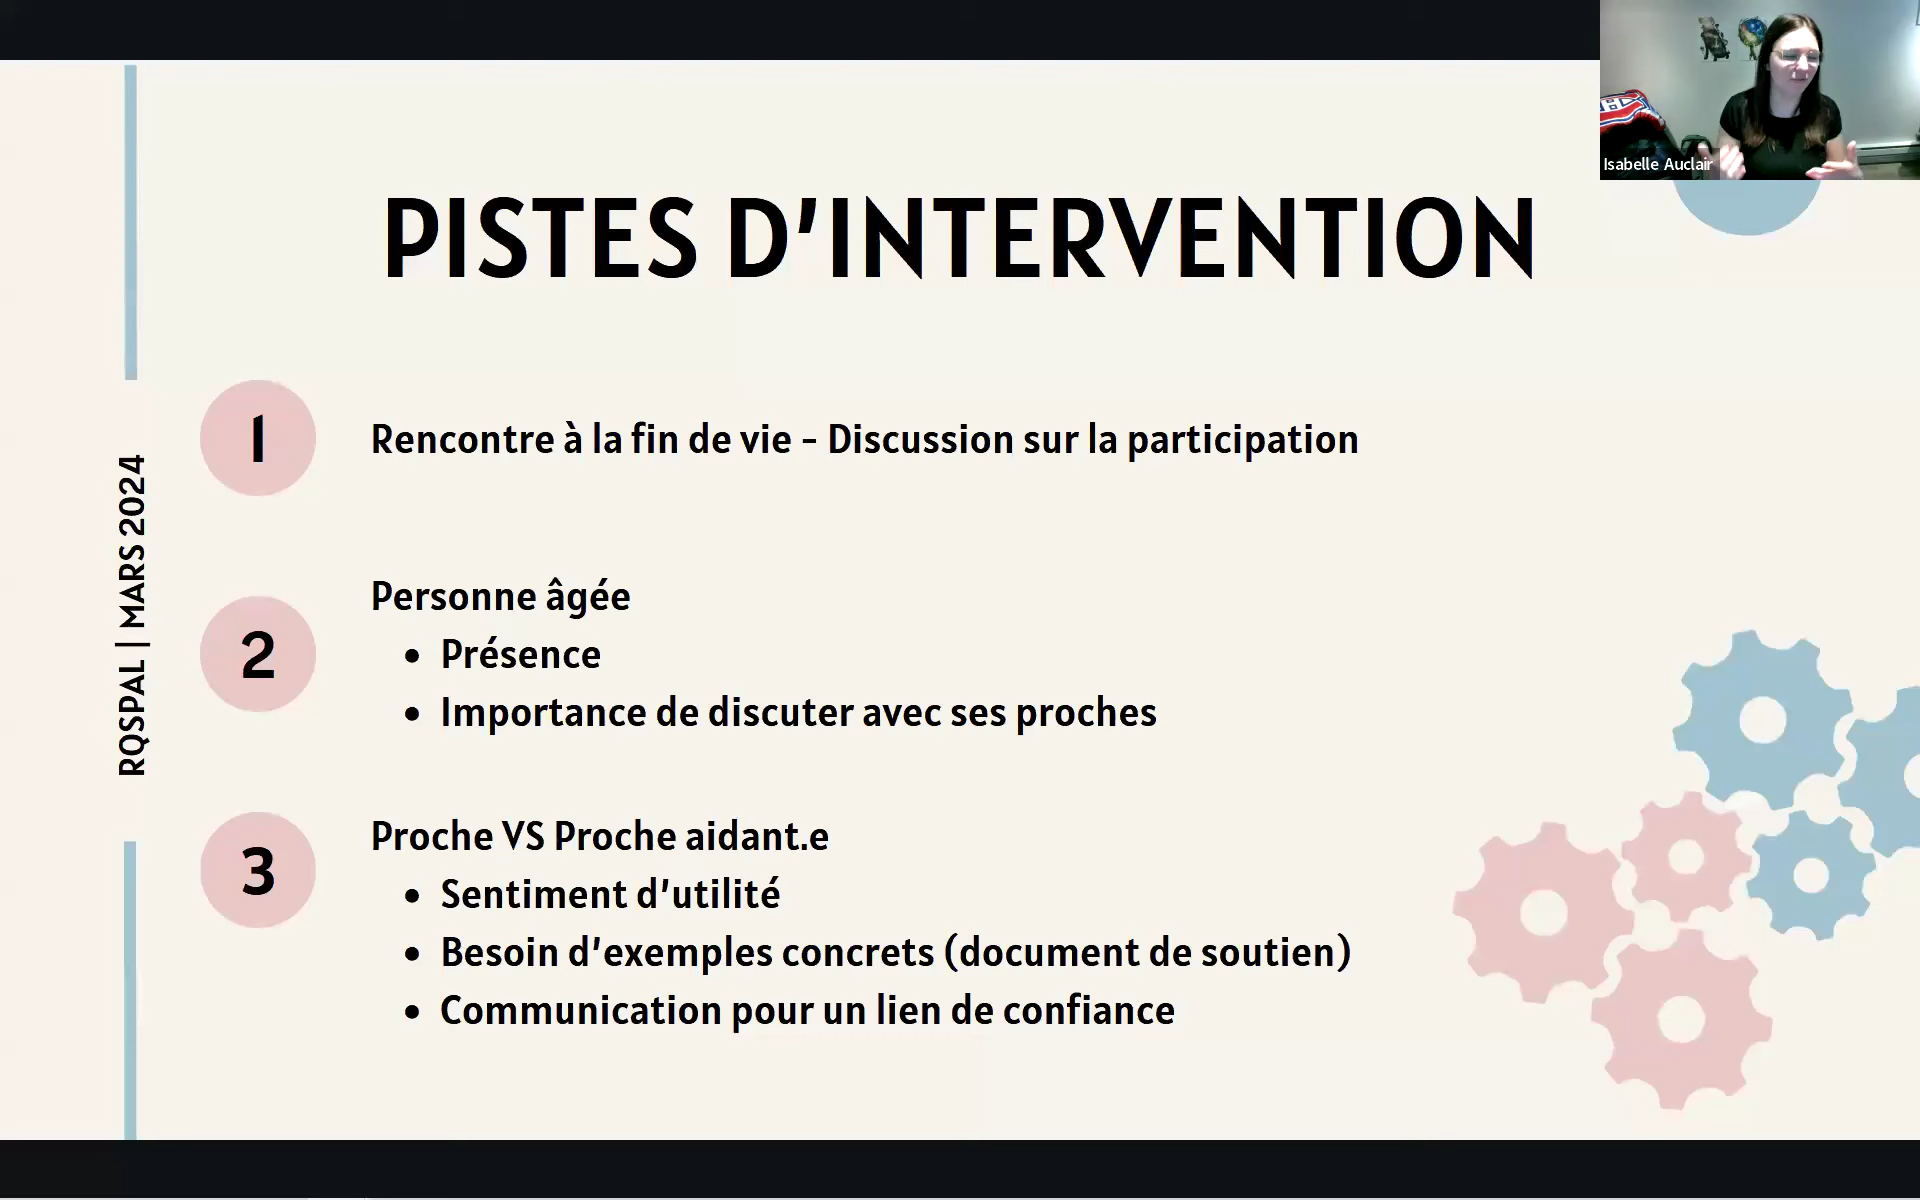 Isabelle Auclair
PISTES D'INTERVENTION
RQSPAL | MARS 2024
1
Rencontre à la fin de vie - Discussion sur la participation
2
Personne âgée
• Présence
• Importance de discuter avec ses proches
3
Proche VS Proche aidant.e
• Sentiment d'utilité
• Besoin d'exemples concrets (document de soutien)
• Communication pour un lien de confiance